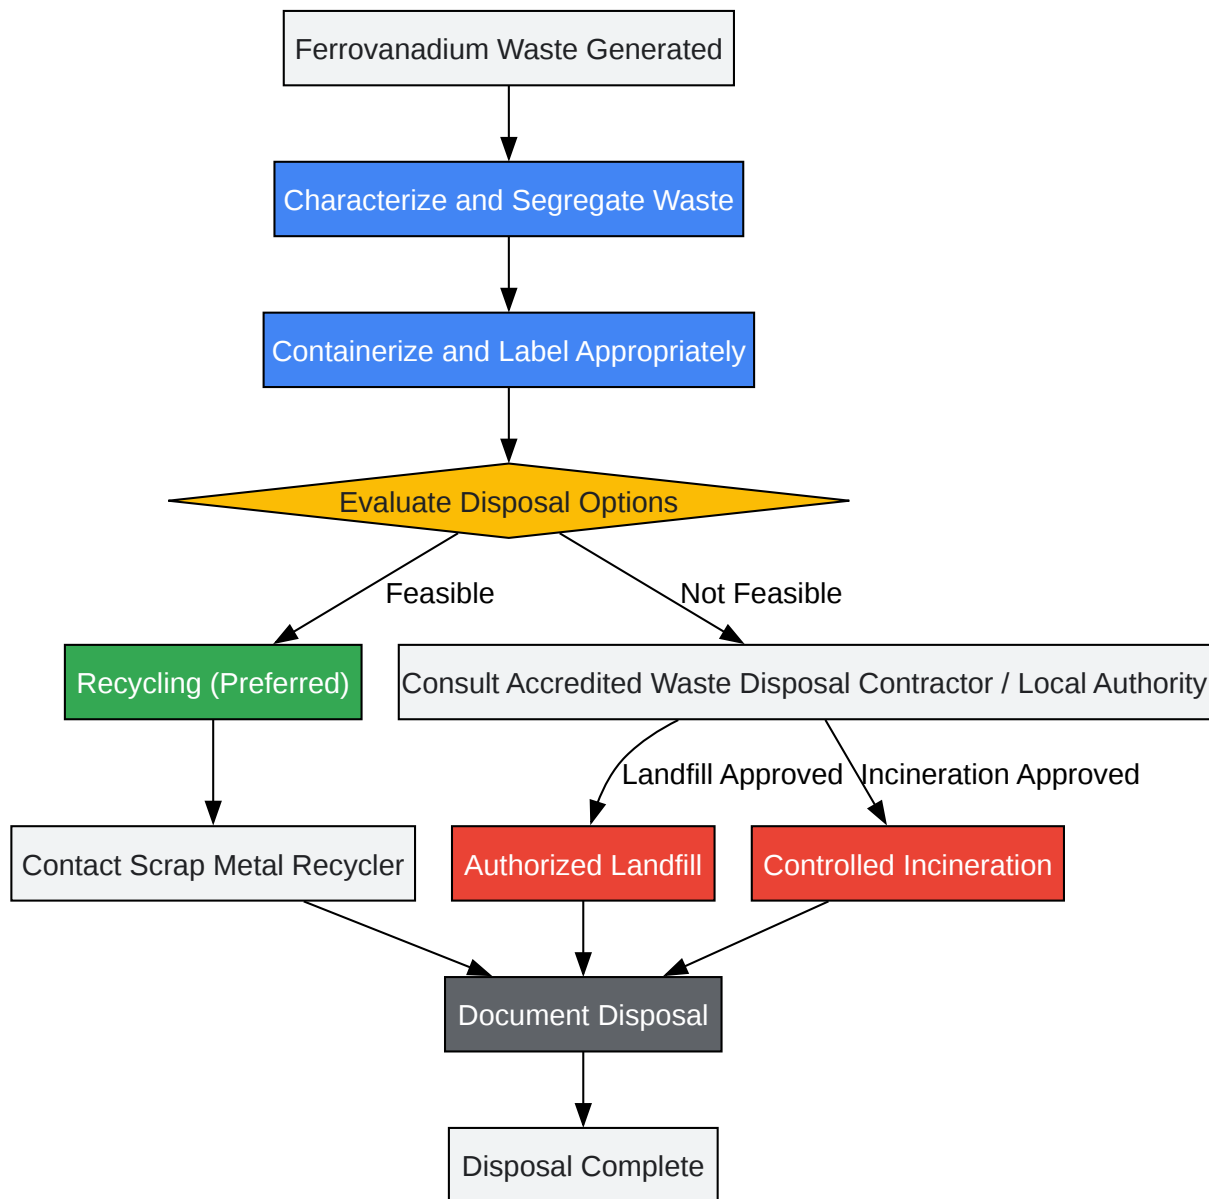 Ferrovanadium Waste Generated
Characterize and Segregate Waste
Containerize and Label Appropriately
Evaluate Disposal Options
Feasible
Not Feasible
Recycling (Preferred)
Consult Accredited Waste Disposal Contractor / Local Authority
Landfill Approved
Incineration Approved
Contact Scrap Metal Recycler
Authorized Landfill
Controlled Incineration
Document Disposal
Disposal Complete